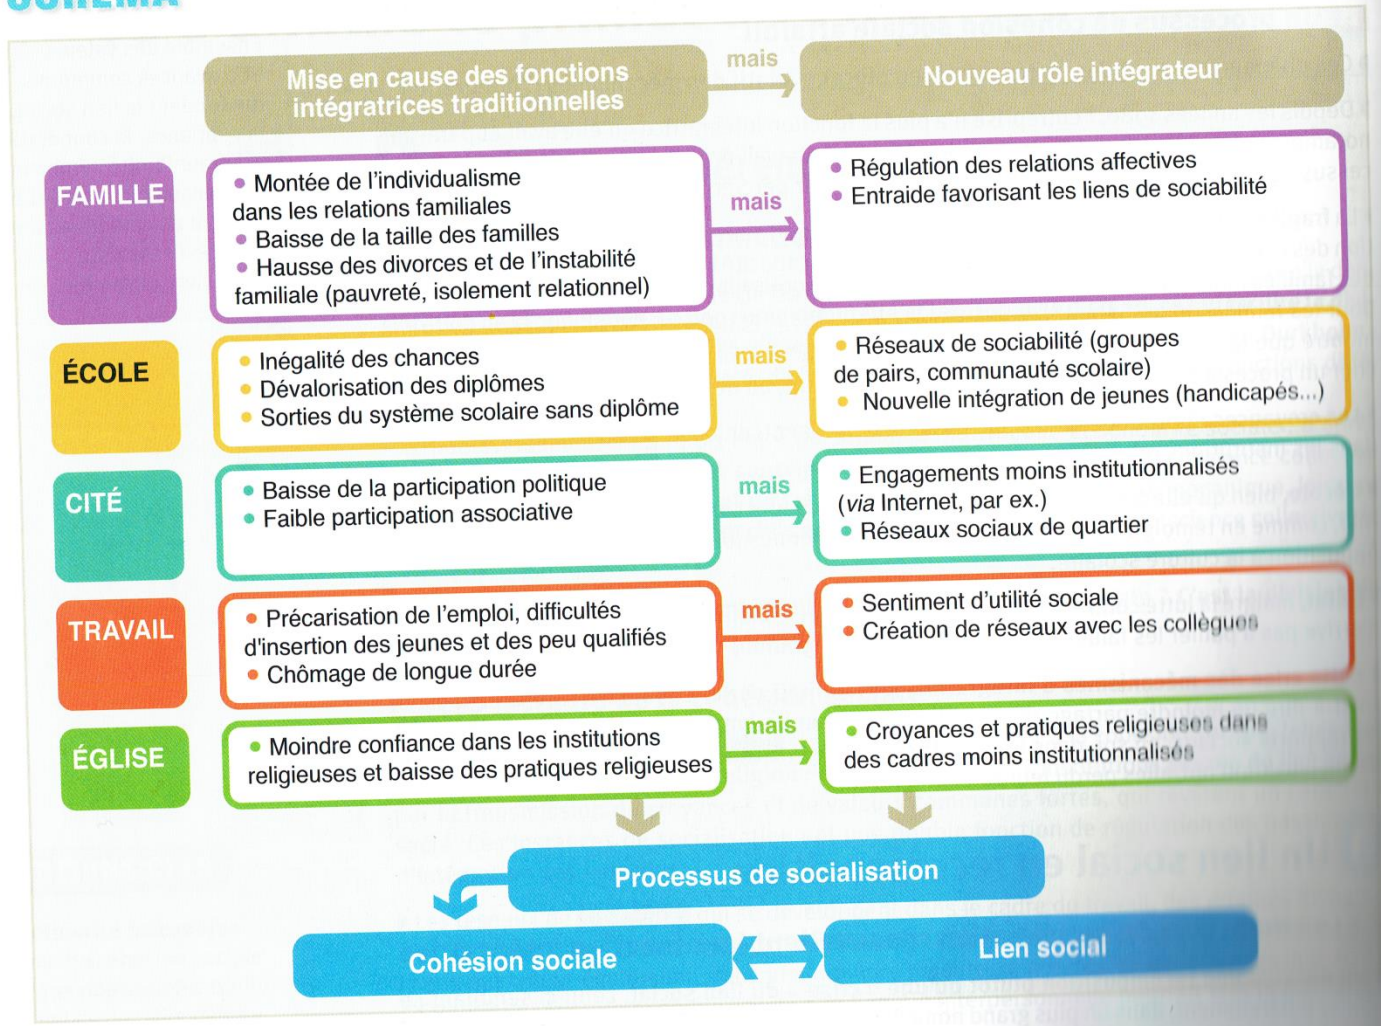 SCHÉMA
Mise en cause des fonctions
intégratrices traditionnelles
mais
Nouveau rôle intégrateur
FAMILLE
• Montée de l'individualisme
dans les relations familiales
• Baisse de la taille des familles
• Hausse des divorces et de l'instabilité
familiale (pauvreté, isolement relationnel)
mais
• Régulation des relations affectives
• Entraide favorisant les liens de sociabilité
ÉCOLE
• Inégalité des chances
• Dévalorisation des diplômes
• Sorties du système scolaire sans diplôme
mais
• Réseaux de sociabilité (groupes
de pairs, communauté scolaire)
• Nouvelle intégration de jeunes (handicapés...)
CITÉ
• Baisse de la participation politique
• Faible participation associative
mais
• Engagements moins institutionnalisés
(via Internet, par ex.)
• Réseaux sociaux de quartier
TRAVAIL
• Précarisation de l'emploi, difficultés
d'insertion des jeunes et des peu qualifiés
• Chômage de longue durée
mais
• Sentiment d'utilité sociale
• Création de réseaux avec les collègues
ÉGLISE
• Moindre confiance dans les institutions
religieuses et baisse des pratiques religieuses
mais
• Croyances et pratiques religieuses dans
des cadres moins institutionnalisés
Processus de socialisation
Cohésion sociale
Lien social